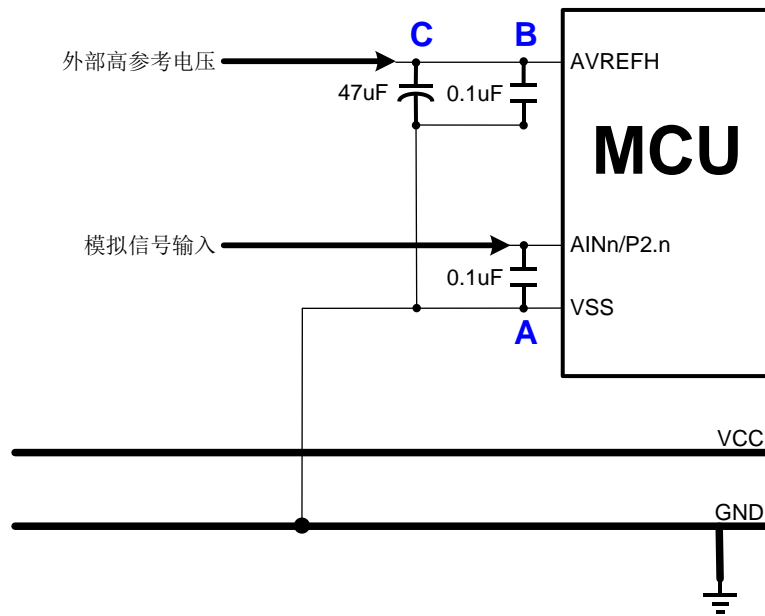 C
B
外部高参考电压
AVREFH
47uF
0.1uF
MCU
模拟信号输入
AINn/P2.n
0.1uF
VSS
A
VCC
GND